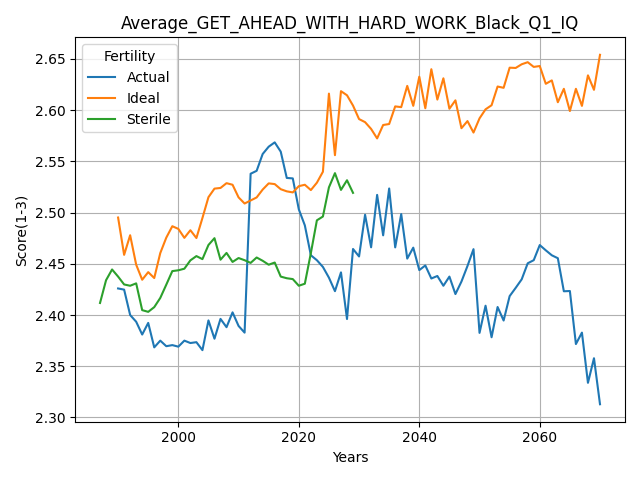 Average_GET_AHEAD_WITH_HARD_WORK_Black_Q1_IQ
Fertility
Actual
Ideal
Sterile
Score(1-3)
2.65
2.60
2.55
2.50
2.45
2.40
2.35
2.30
2000 2020 2040 2060
Years